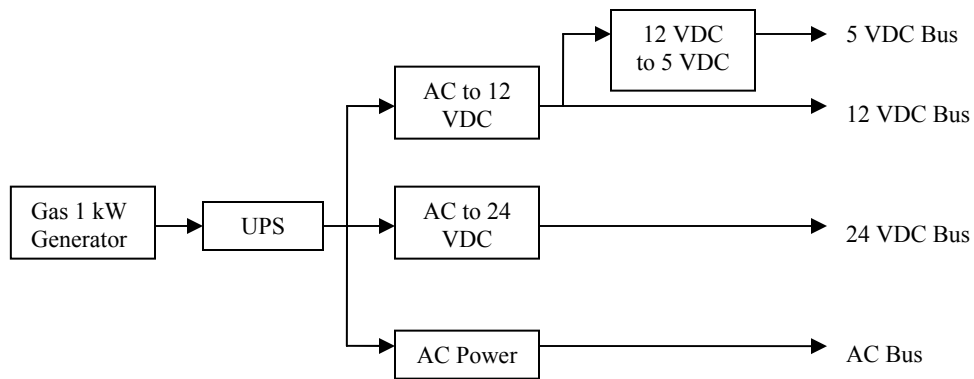 12 VDC
to 5 VDC
5 VDC Bus
AC to 12
VDC
12 VDC Bus
Gas 1 kW
Generator
UPS
AC to 24
VDC
24 VDC Bus
AC Power
AC Bus